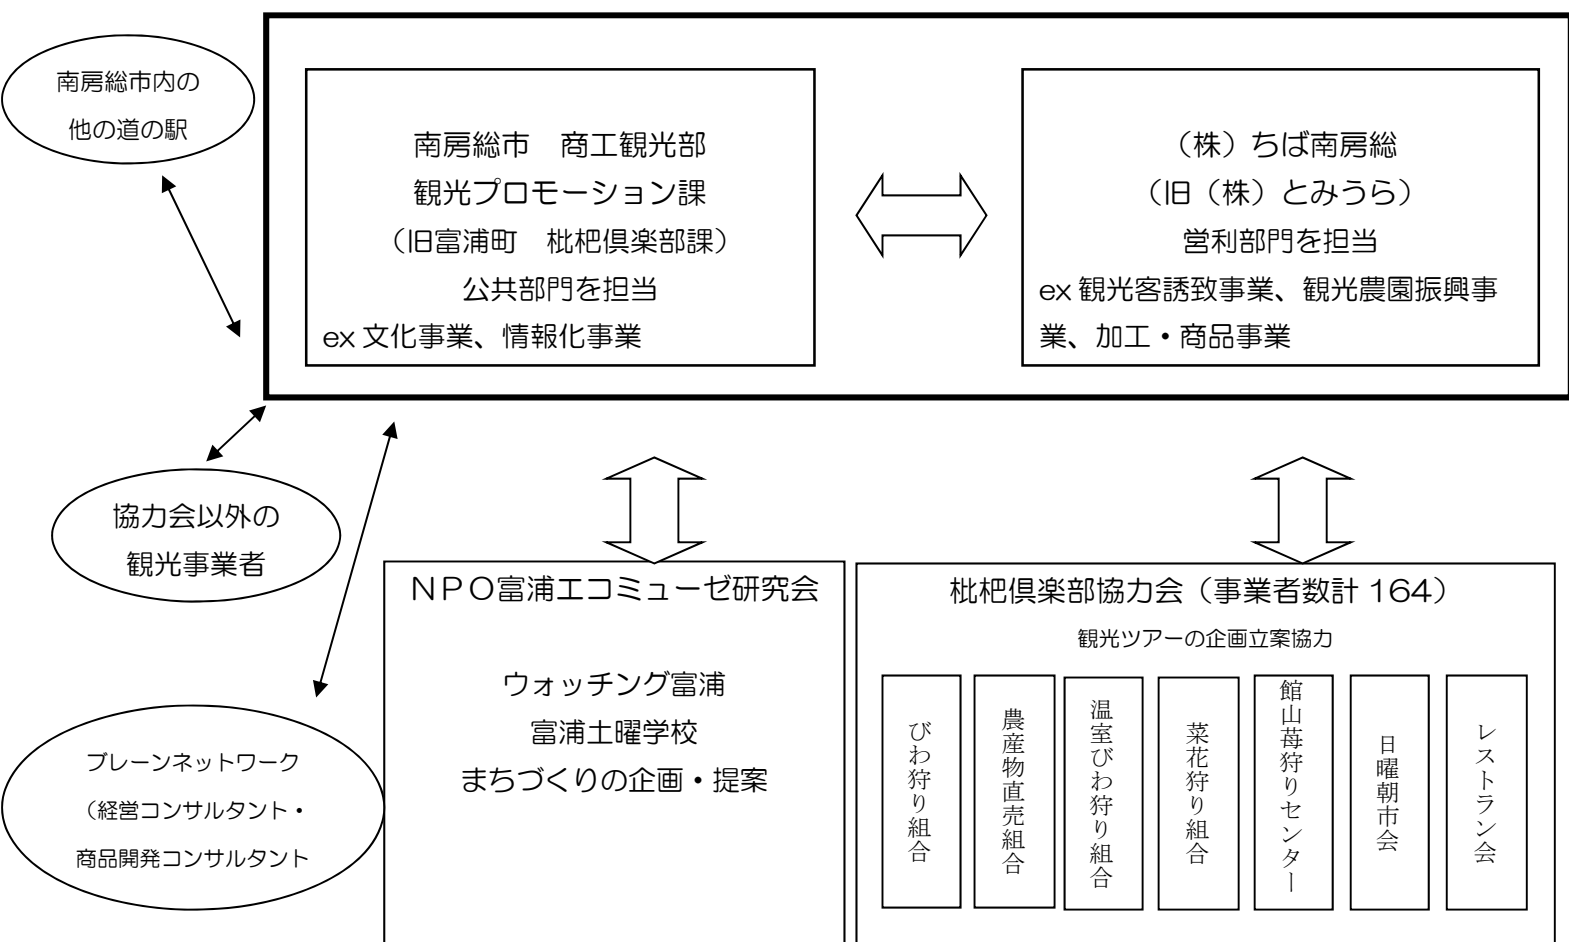 南房総市内の
他の道の駅
南房総市　商工観光部
観光プロモーション課
（旧富浦町　枇杷倶楽部課）
公共部門を担当
ex 文化事業、情報化事業
（株）ちば南房総
（旧（株）とみうら）
営利部門を担当
ex 観光客誘致事業、観光農園振興事
業、加工・商品事業
協力会以外の
観光事業者
ブレーンネットワーク
（経営コンサルタント・
商品開発コンサルタント
ＮＰＯ富浦エコミューゼ研究会
ウォッチング富浦
富浦土曜学校
まちづくりの企画・提案
枇杷倶楽部協力会（事業者数計 164）
観光ツアーの企画立案協力
びわ狩り組合
農産物直売組合
温室びわ狩り組合
菜花狩り組合
館山苺狩りセンター
日曜朝市会
レストラン会